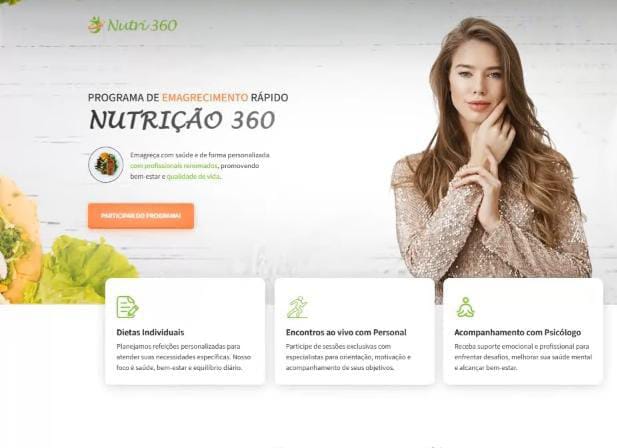 Nutri 360
PROGRAMA DE EMAGRECIMENTO RÁPIDO
NUTRIÇÃO 360
Emagreça com saúde e de forma personalizada
com profissionais renomados, promovendo
bem-estar e qualidade de vida.
PARTICIPAR DO PROGRAMA!
Dietas Individuais
Planejamos refeições personalizadas para
atender suas necessidades específicas. Nosso
foco é saúde, bem-estar e equilíbrio diário.
Encontros ao vivo com Personal
Participe de sessões exclusivas com
especialistas para orientação, motivação e
acompanhamento de seus objetivos.
Acompanhamento com Psicólogo
Receba suporte emocional e profissional para
enfrentar desafios, melhorar sua saúde mental
e alcançar bem-estar.